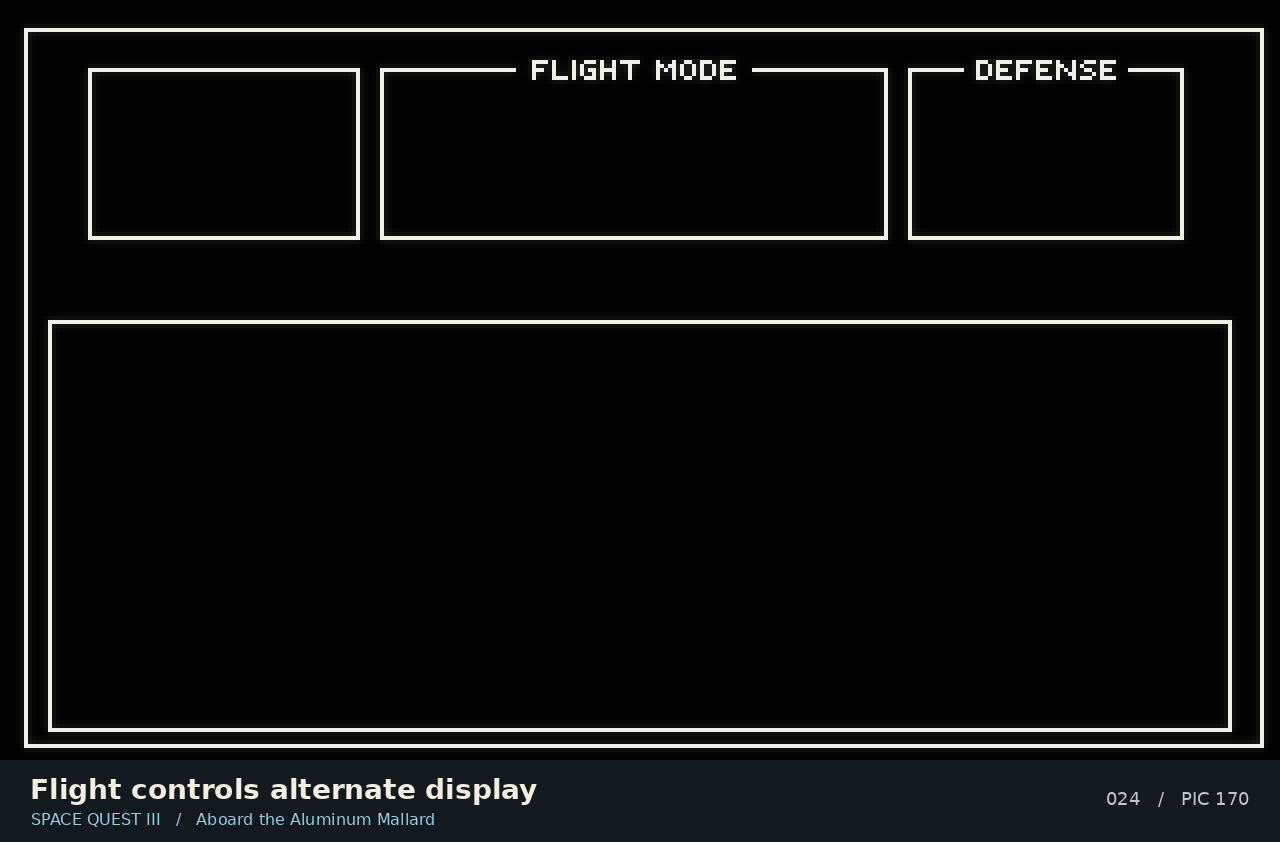 FLIGHT MODE
DEFENSE
Flight controls alternate display
SPACE QUEST III / Aboard the Aluminum Mallard
024 / PIC 170